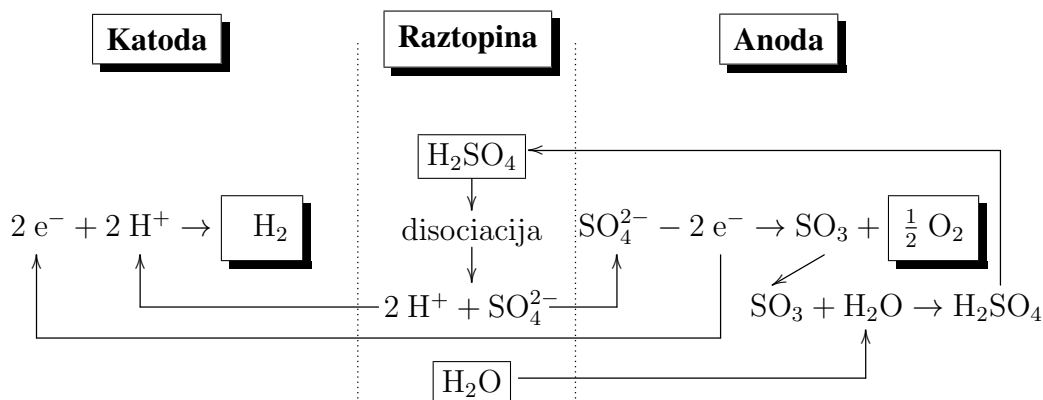 Katoda Raztopina Anoda
H₂SO₄
2 e⁻ + 2 H⁺ → H₂ disociacija SO₄²⁻ − 2 e⁻ → SO₃ + ½ O₂
2 H⁺ + SO₄²⁻ SO₃ + H₂O → H₂SO₄
H₂O